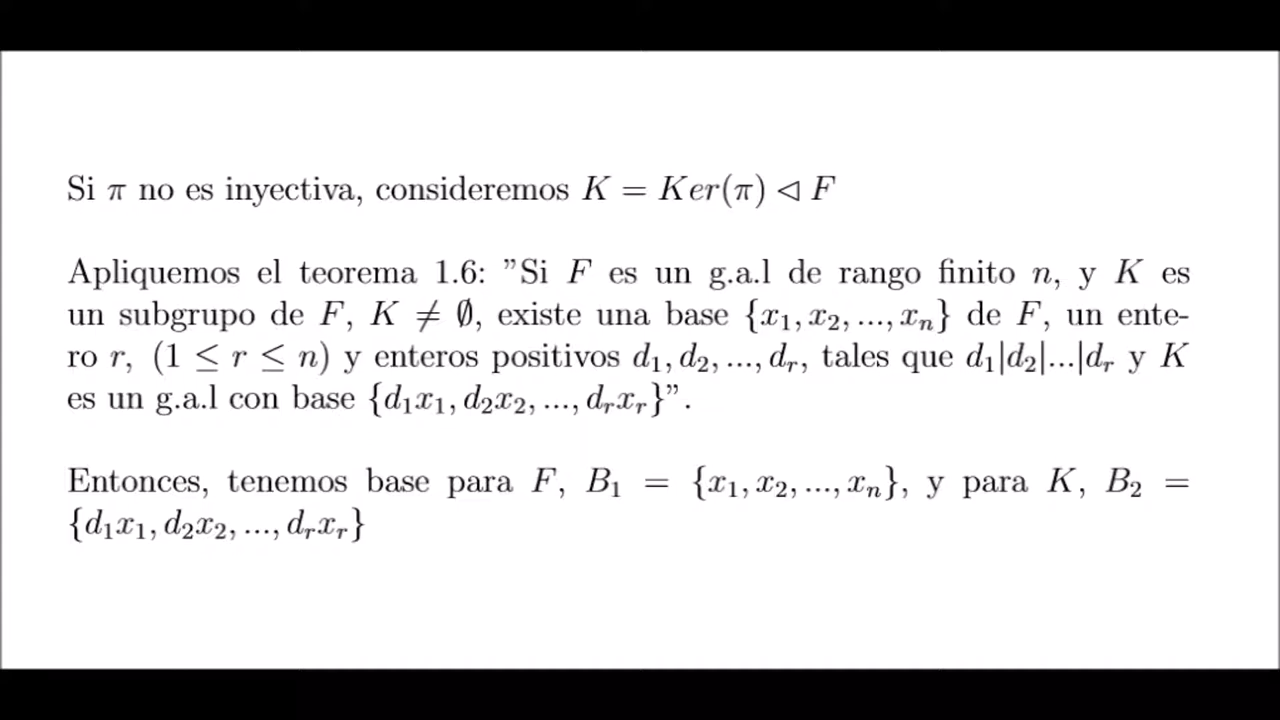 Si π no es inyectiva, consideremos K = Ker(π) ◁ F
Apliquemos el teorema 1.6: ”Si F es un g.a.l de rango finito n, y K es
un subgrupo de F, K ≠ ∅, existe una base {x₁, x₂, ..., xₙ} de F, un ente-
ro r, (1 ≤ r ≤ n) y enteros positivos d₁, d₂, ..., dᵣ, tales que d₁|d₂|...|dᵣ y K
es un g.a.l con base {d₁x₁, d₂x₂, ..., dᵣxᵣ}”.
Entonces, tenemos base para F, B₁ = {x₁, x₂, ..., xₙ}, y para K, B₂ =
{d₁x₁, d₂x₂, ..., dᵣxᵣ}